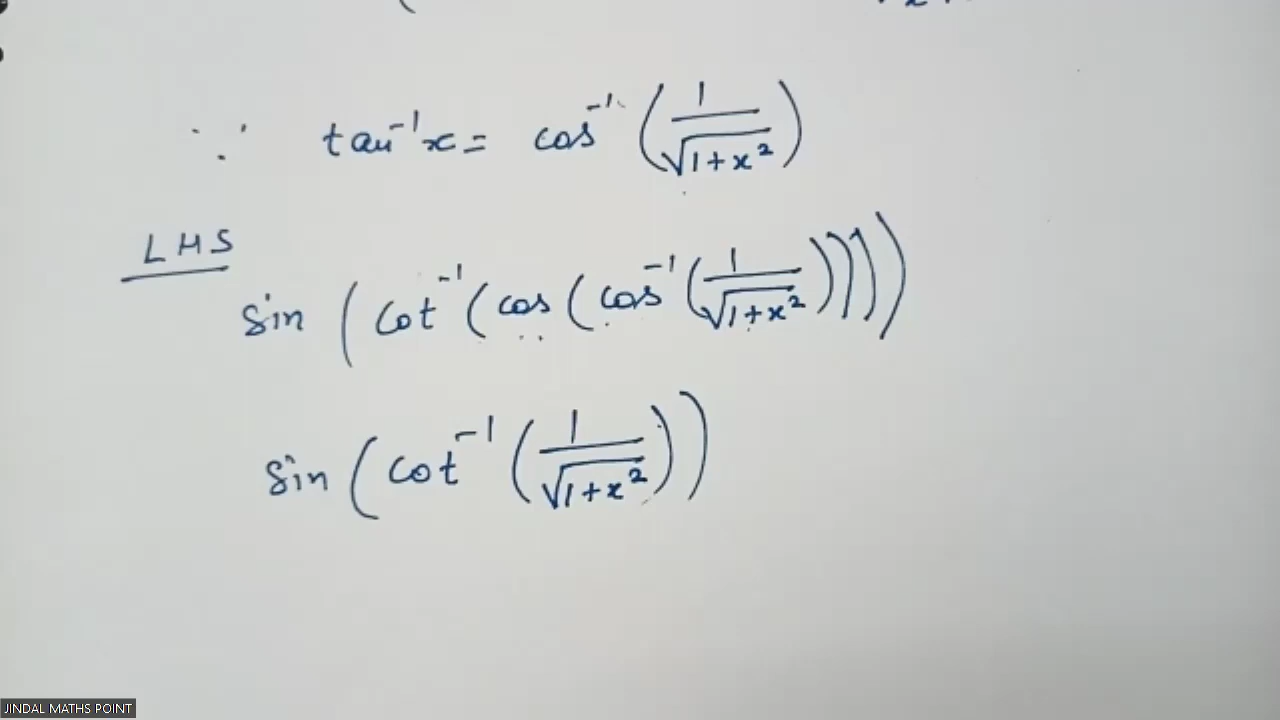 ∵ tan⁻¹x = cos⁻¹(1/√(1+x²))
LHS
sin(cot⁻¹(cos(cos⁻¹(1/√(1+x²)))))
sin(cot⁻¹(1/√(1+x²)))
JINDAL MATHS POINT